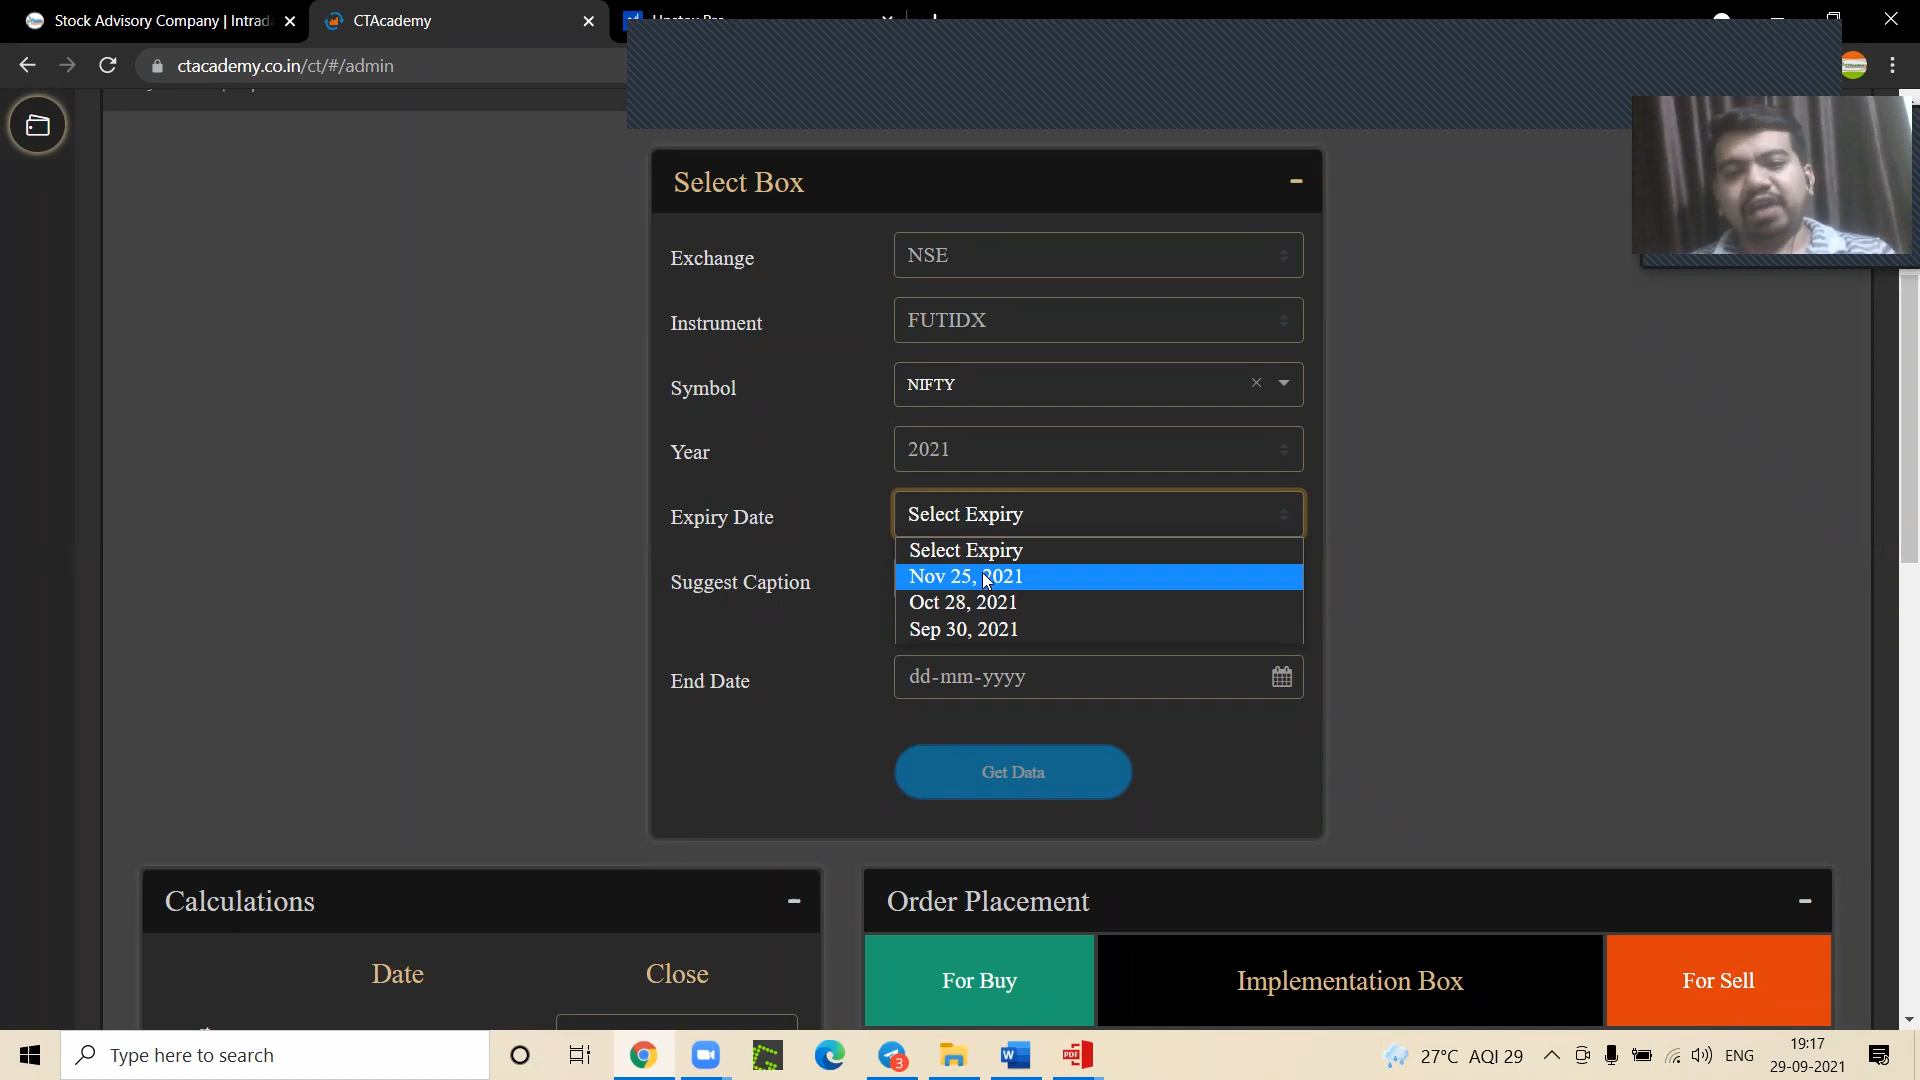 Stock Advisory Company | Intrad
CTAcademy
ctacademy.co.in/ct/#/admin
Select Box
Exchange
NSE
Instrument
FUTIDX
Symbol
NIFTY
Year
2021
Expiry Date
Select Expiry
Select Expiry
Nov 25, 2021
Oct 28, 2021
Sep 30, 2021
Suggest Caption
End Date
dd-mm-yyyy
Get Data
Calculations
Date
Close
Order Placement
For Buy
Implementation Box
For Sell
Type here to search
3
W
PDF
27°C AQI 29
ENG
19:17
29-09-2021